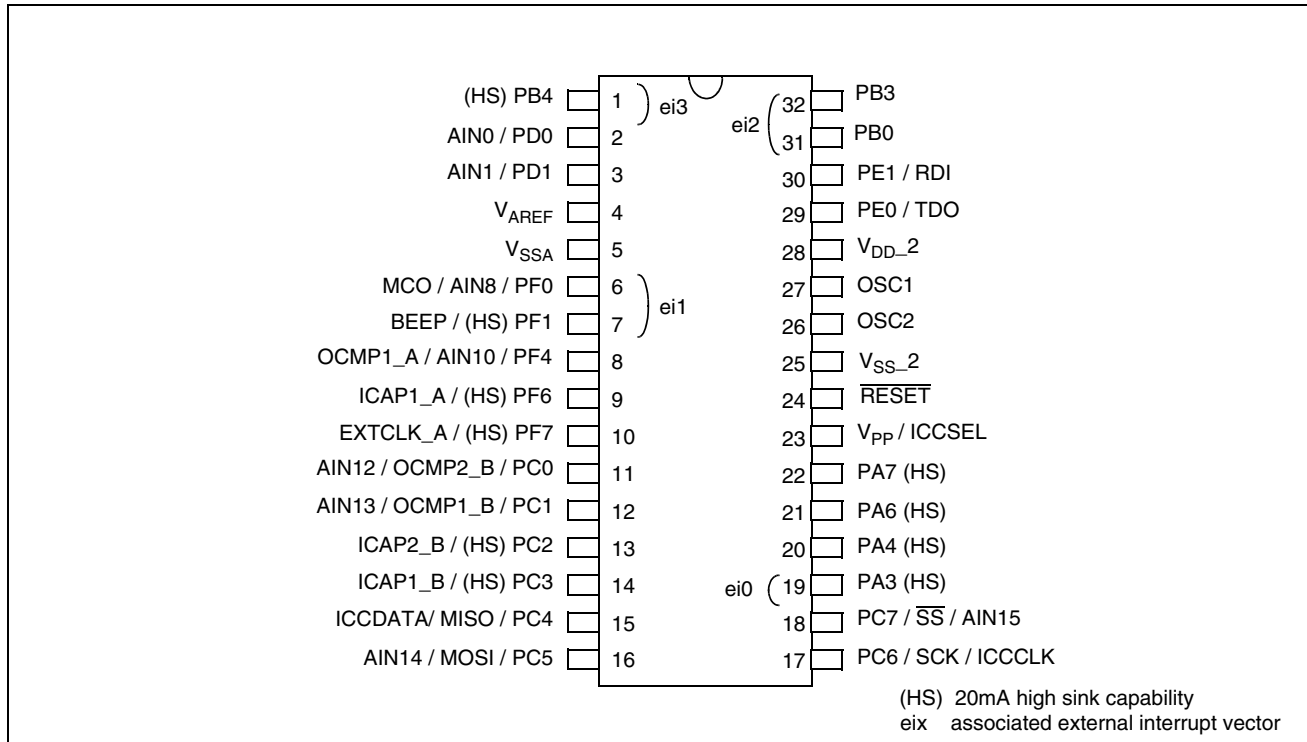 (HS) PB4 1 ei3 ei2 32 PB3
AIN0 / PD0 2 31 PB0
AIN1 / PD1 3 30 PE1 / RDI
VAREF 4 29 PE0 / TDO
VSSA 5 28 VDD_2
MCO / AIN8 / PF0 6 27 OSC1
BEEP / (HS) PF1 7 ei1 26 OSC2
OCMP1_A / AIN10 / PF4 8 25 VSS_2
ICAP1_A / (HS) PF6 9 24 RESET
EXTCLK_A / (HS) PF7 10 23 VPP / ICCSEL
AIN12 / OCMP2_B / PC0 11 22 PA7 (HS)
AIN13 / OCMP1_B / PC1 12 21 PA6 (HS)
ICAP2_B / (HS) PC2 13 20 PA4 (HS)
ICAP1_B / (HS) PC3 14 ei0 19 PA3 (HS)
ICCDATA/ MISO / PC4 15 18 PC7 / SS / AIN15
AIN14 / MOSI / PC5 16 17 PC6 / SCK / ICCCLK
(HS) 20mA high sink capability
eix associated external interrupt vector